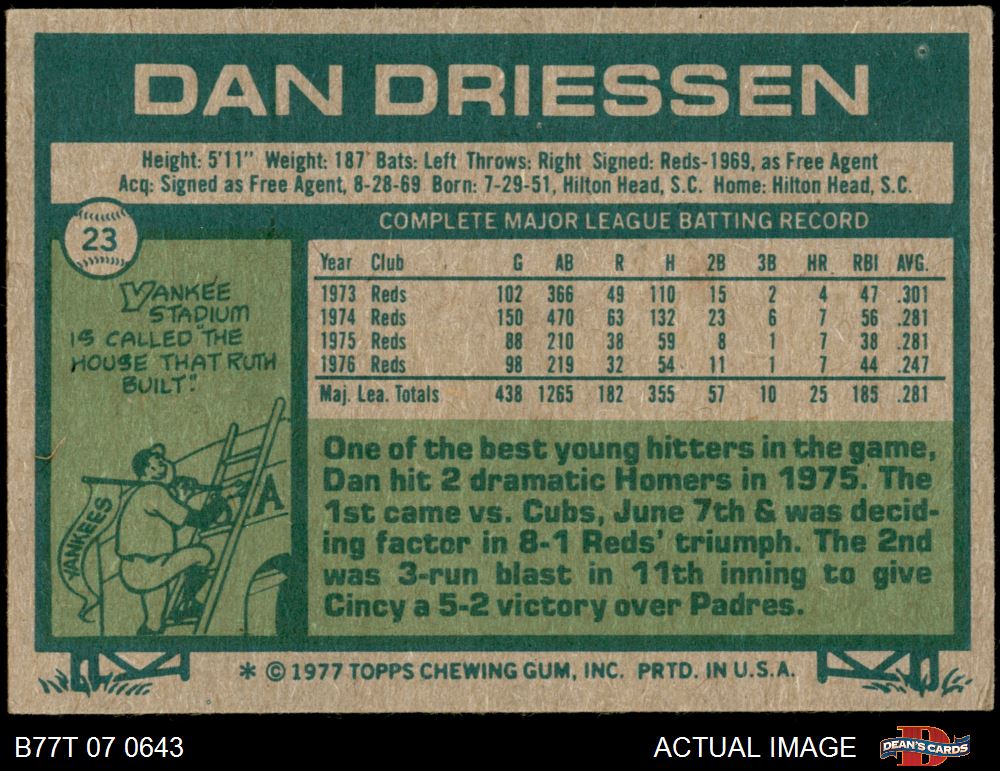 DAN DRIESSEN
Height: 5'11" Weight: 187 Bats: Left Throws: Right Signed: Reds-1969, as Free Agent
Acq: Signed as Free Agent, 8-28-69 Born: 7-29-51, Hilton Head, S.C. Home: Hilton Head, S.C.
23
YANKEE
STADIUM
IS CALLED "THE
HOUSE THAT RUTH
BUILT."
YANKEES
A
COMPLETE MAJOR LEAGUE BATTING RECORD
Year Club G AB R H 2B 3B HR RBI AVG.
1973 Reds 102 366 49 110 15 2 4 47 .301
1974 Reds 150 470 63 132 23 6 7 56 .281
1975 Reds 88 210 38 59 8 1 7 38 .281
1976 Reds 98 219 32 54 11 1 7 44 .247
Maj. Lea. Totals 438 1265 182 355 57 10 25 185 .281
One of the best young hitters in the game,
Dan hit 2 dramatic Homers in 1975. The
1st came vs. Cubs, June 7th & was decid-
ing factor in 8-1 Reds' triumph. The 2nd
was 3-run blast in 11th inning to give
Cincy a 5-2 victory over Padres.
* © 1977 TOPPS CHEWING GUM, INC. PRTD. IN U.S.A.
B77T 07 0643
ACTUAL IMAGE
DEAN'S CARDS